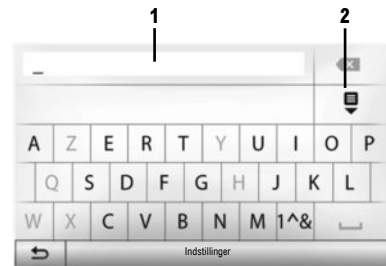 1 2
_
A Z E R T Y U I O P
Q S D F G H J K L
W X C V B N M 1^&
Indstillinger